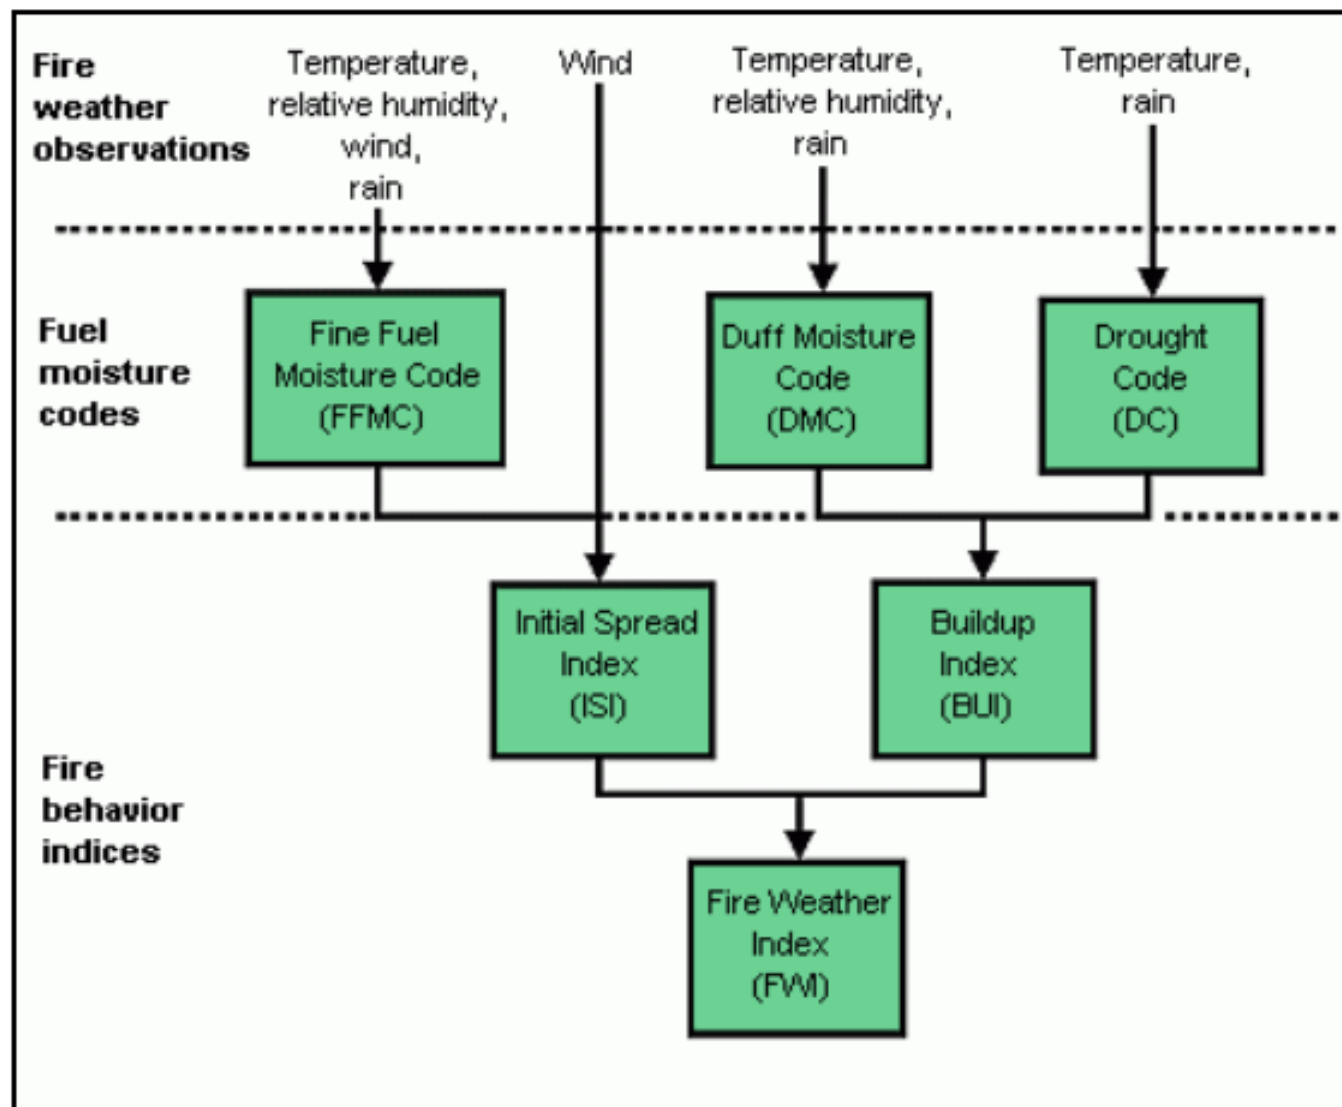 Fire
weather
observations
Temperature,
relative humidity,
wind,
rain
Wind
Temperature,
relative humidity,
rain
Temperature,
rain
Fuel
moisture
codes
Fine Fuel
Moisture Code
(FFMC)
Duff Moisture
Code
(DMC)
Drought
Code
(DC)
Fire
behavior
indices
Initial Spread
Index
(ISI)
Buildup
Index
(BUI)
Fire Weather
Index
(FWI)